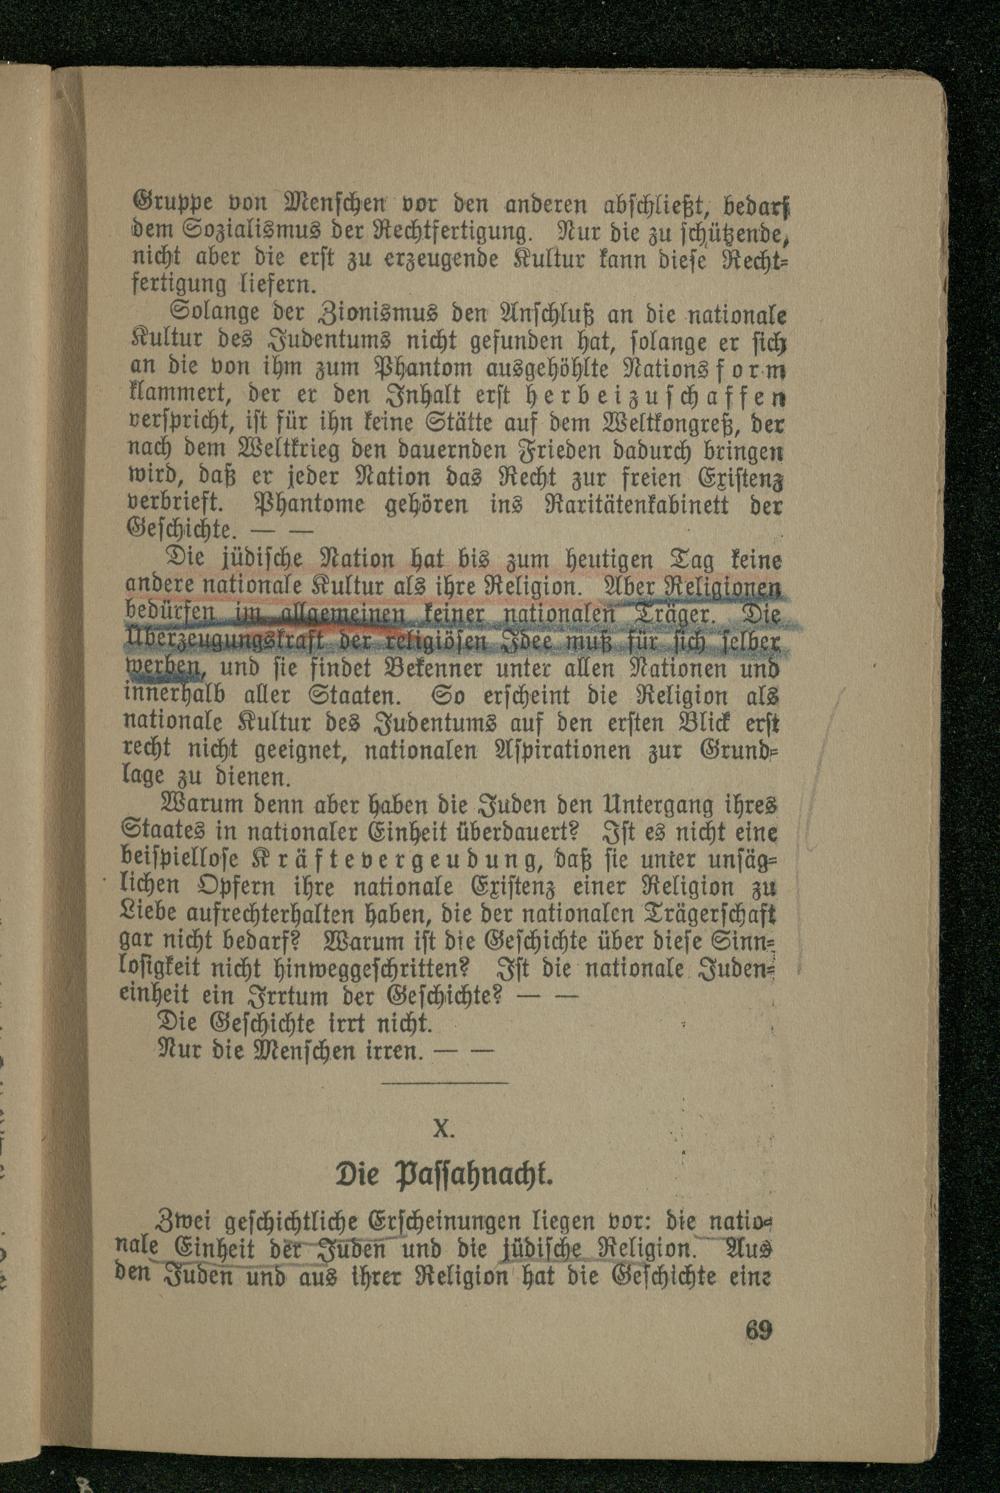 Gruppe von Menschen vor den anderen abschließt, bedarf
dem Sozialismus der Rechtfertigung. Nur die zu schützende,
nicht aber die erst zu erzeugende Kultur kann diese Recht-
fertigung liefern.
Solange der Zionismus den Anschluß an die nationale
Kultur des Judentums nicht gefunden hat, solange er sich
an die von ihm zum Phantom ausgehöhlte Nationsform
klammert, der er den Inhalt erst herbeizuschaffen
verspricht, ist für ihn keine Stätte auf dem Weltkongreß, der
nach dem Weltkrieg den dauernden Frieden dadurch bringen
wird, daß er jeder Nation das Recht zur freien Existenz
verbrieft. Phantome gehören ins Raritätenkabinett der
Geschichte. — —
Die jüdische Nation hat bis zum heutigen Tag keine
andere nationale Kultur als ihre Religion. Aber Religionen
bedürfen im allgemeinen keiner nationalen Träger. Die
Überzeugungskraft der religiösen Idee muß für sich selber
werben, und sie findet Bekenner unter allen Nationen und
innerhalb aller Staaten. So erscheint die Religion als
nationale Kultur des Judentums auf den ersten Blick erst
recht nicht geeignet, nationalen Aspirationen zur Grund-
lage zu dienen.
Warum denn aber haben die Juden den Untergang ihres
Staates in nationaler Einheit überdauert? Ist es nicht eine
beispiellose Kräftevergeudung, daß sie unter unsäg-
lichen Opfern ihre nationale Existenz einer Religion zu
Liebe aufrechterhalten haben, die der nationalen Trägerschaft
gar nicht bedarf? Warum ist die Geschichte über diese Sinn-
losigkeit nicht hinweggeschritten? Ist die nationale Juden-
einheit ein Irrtum der Geschichte? — —
Die Geschichte irrt nicht.
Nur die Menschen irren. — —
X.
Die Passahnacht.
Zwei geschichtliche Erscheinungen liegen vor: die natio-
nale Einheit der Juden und die jüdische Religion. Aus
den Juden und aus ihrer Religion hat die Geschichte eine
69